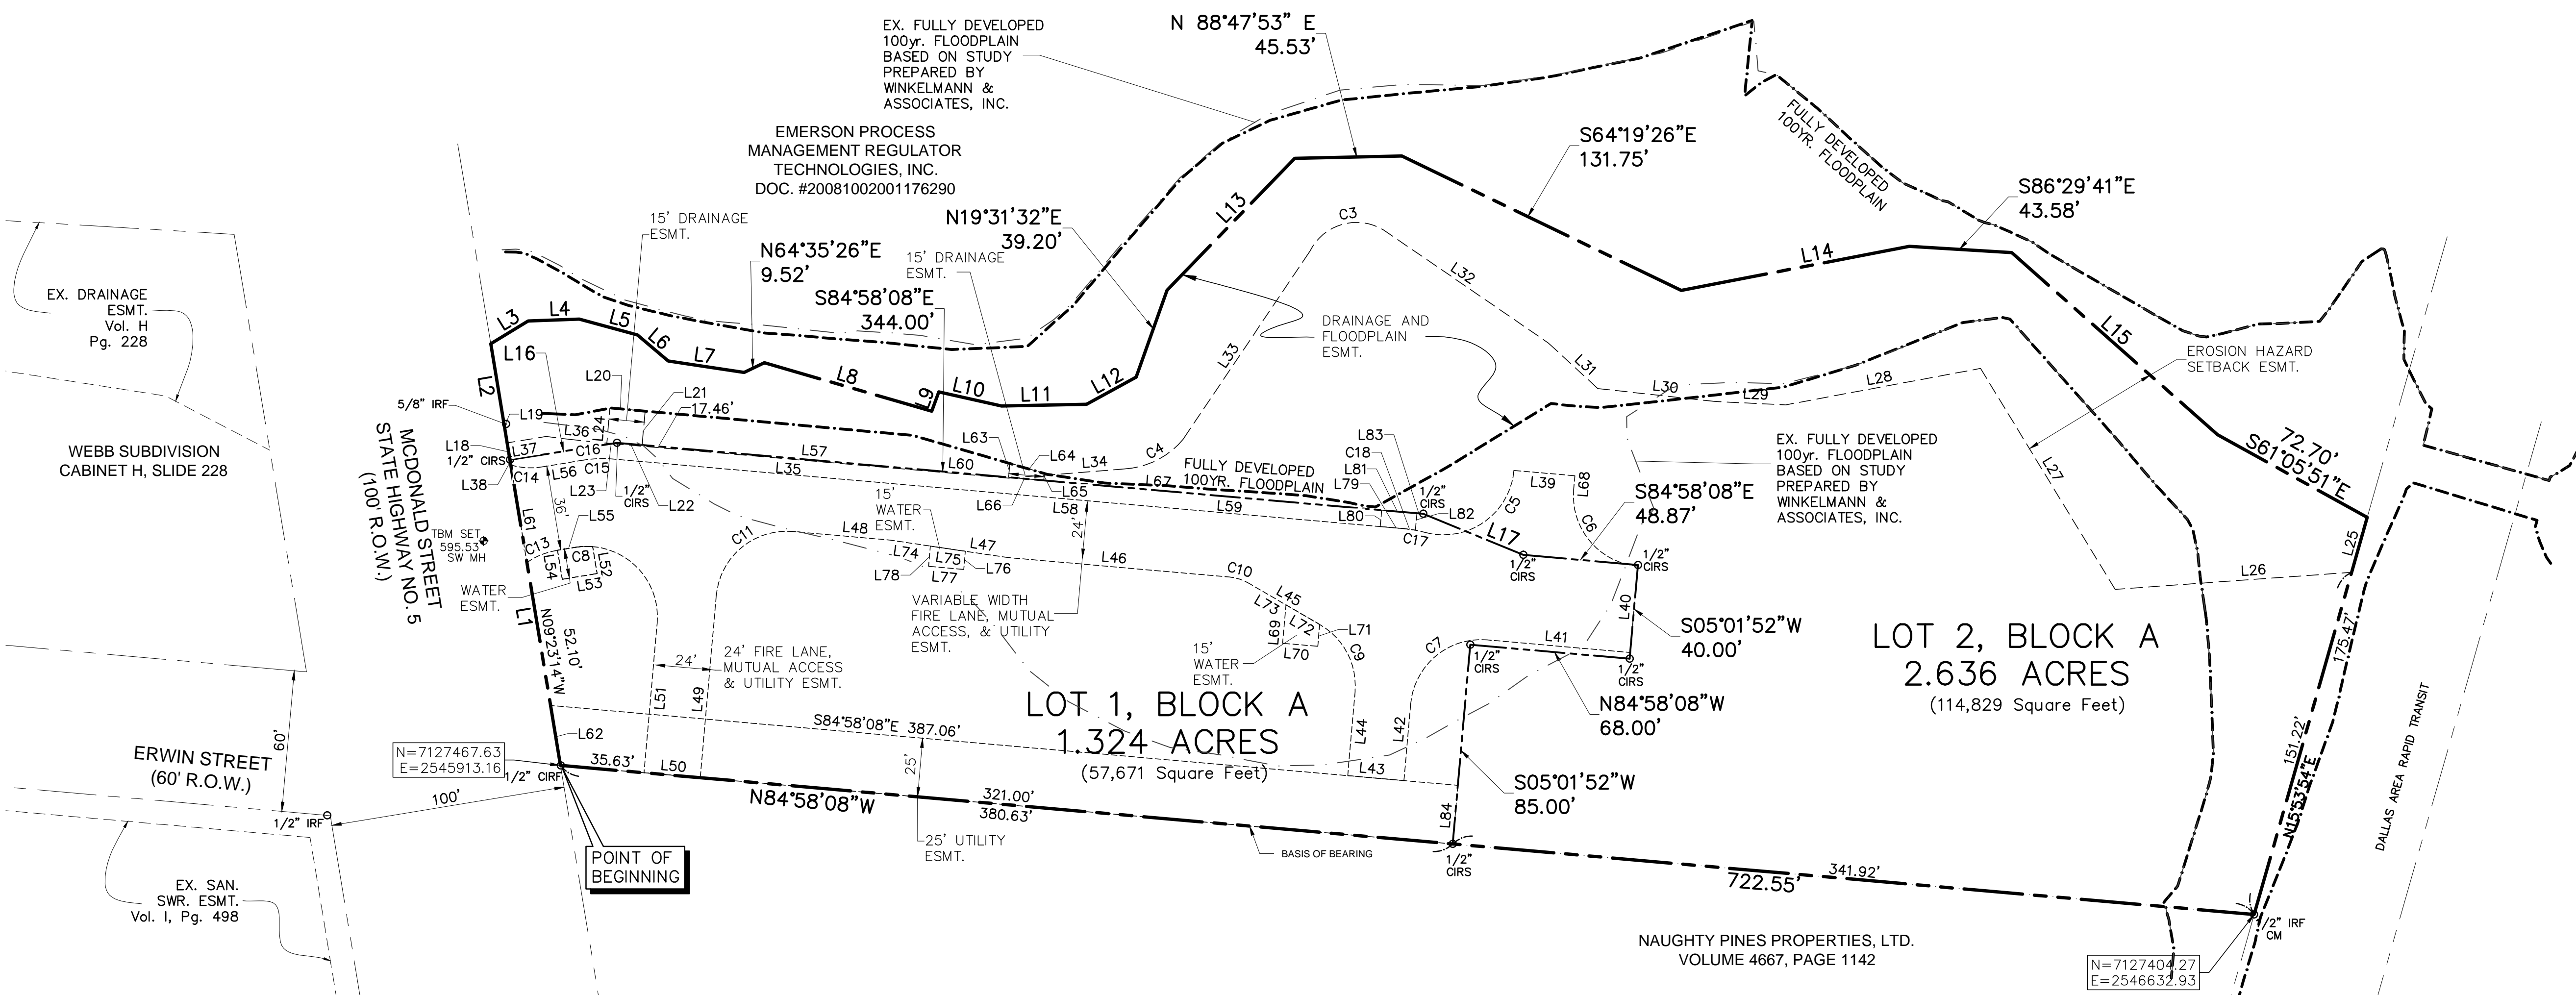 EX. FULLY DEVELOPED
100yr. FLOODPLAIN
BASED ON STUDY
PREPARED BY
WINKELMANN &
ASSOCIATES, INC.
N 88°47'53" E
45.53'
EMERSON PROCESS
MANAGEMENT REGULATOR
TECHNOLOGIES, INC.
DOC. #20081002001176290
S64°19'26"E
131.75'
FULLY DEVELOPED
100YR. FLOODPLAIN
S86°29'41"E
43.58'
15' DRAINAGE
ESMT.
N19°31'32"E
39.20'
L13
C3
N64°35'26"E
9.52'
15' DRAINAGE
ESMT.
S84°58'08"E
344.00'
L32
L14
EX. DRAINAGE
ESMT.
Vol. H
Pg. 228
L3
L4
L5
L6
L7
L8
L9
L10
L11
L12
L16
L2
L33
DRAINAGE AND
FLOODPLAIN
ESMT.
L31
L30
L29
L28
L15
EROSION HAZARD
SETBACK ESMT.
L20
L21
17.46'
5/8" IRF
L19
L36
L24
L18
L37
C16
1/2" CIRS
L38
C14
L56
C15
L23
1/2"
CIRS
L22
L57
L35
L60
L63
L64
L34
C4
L65
L66
L58
L67
FULLY DEVELOPED
100YR. FLOODPLAIN
L59
L83
C18
L81
L79
L80
1/2"
CIRS
L82
C17
C5
L39
L68
C6
L17
S84°58'08"E
48.87'
EX. FULLY DEVELOPED
100yr. FLOODPLAIN
BASED ON STUDY
PREPARED BY
WINKELMANN &
ASSOCIATES, INC.
L27
72.70'
S61°05'51"E
L25
L26
WEBB SUBDIVISION
CABINET H, SLIDE 228
MCDONALD STREET
STATE HIGHWAY NO. 5
(100' R.O.W.)
L61
36'
L55
TBM SET
595.53'
SW MH
C13
C8
L54
L52
L53
WATER
ESMT.
L1
N09°23'14"W
52.10'
C11
L48
15'
WATER
ESMT.
L47
L74
L75
L76
L77
L78
24'
L46
C10
L45
L73
L72
L71
L69
L70
C9
15'
WATER
ESMT.
VARIABLE WIDTH
FIRE LANE, MUTUAL
ACCESS, & UTILITY
ESMT.
24'
24' FIRE LANE,
MUTUAL ACCESS
& UTILITY ESMT.
L51
L49
1/2"
CIRS
1/2"
CIRS
L40
S05°01'52"W
40.00'
C7
L41
1/2"
CIRS
1/2"
CIRS
N84°58'08"W
68.00'
LOT 1, BLOCK A
1.324 ACRES
(57,671 Square Feet)
LOT 2, BLOCK A
2.636 ACRES
(114,829 Square Feet)
S84°58'08"E 387.06'
L62
L44
L42
L43
S05°01'52"W
85.00'
L84
60'
ERWIN STREET
(60' R.O.W.)
N=7127467.63
E=2545913.16
1/2" CIRF
35.63'
L50
25'
100'
1/2" IRF
N84°58'08"W
321.00'
380.63'
25' UTILITY
ESMT.
BASIS OF BEARING
1/2"
CIRS
POINT OF
BEGINNING
EX. SAN.
SWR. ESMT.
Vol. I, Pg. 498
722.55'
341.92'
175.47'
151.22'
N15°53'54"E
DALLAS AREA RAPID TRANSIT
1/2" IRF
CM
NAUGHTY PINES PROPERTIES, LTD.
VOLUME 4667, PAGE 1142
N=7127404.27
E=2546632.93